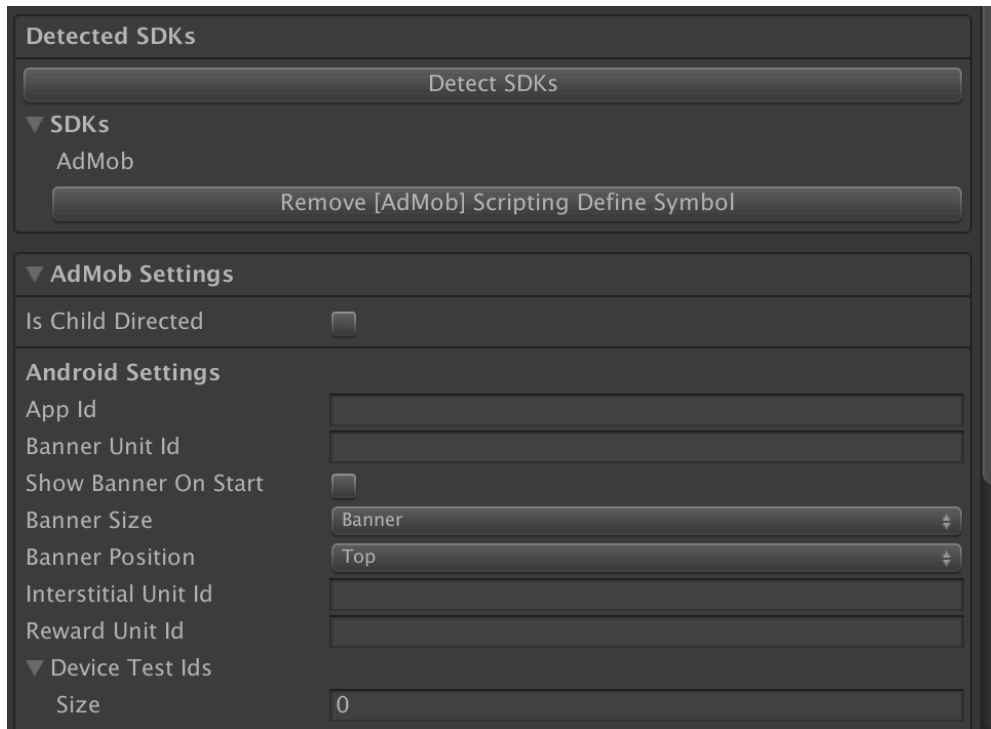 Detected SDKs
Detect SDKs
SDKs
AdMob
Remove [AdMob] Scripting Define Symbol
AdMob Settings
Is Child Directed
Android Settings
App Id
Banner Unit Id
Show Banner On Start
Banner Size Banner
Banner Position Top
Interstitial Unit Id
Reward Unit Id
Device Test Ids
Size 0